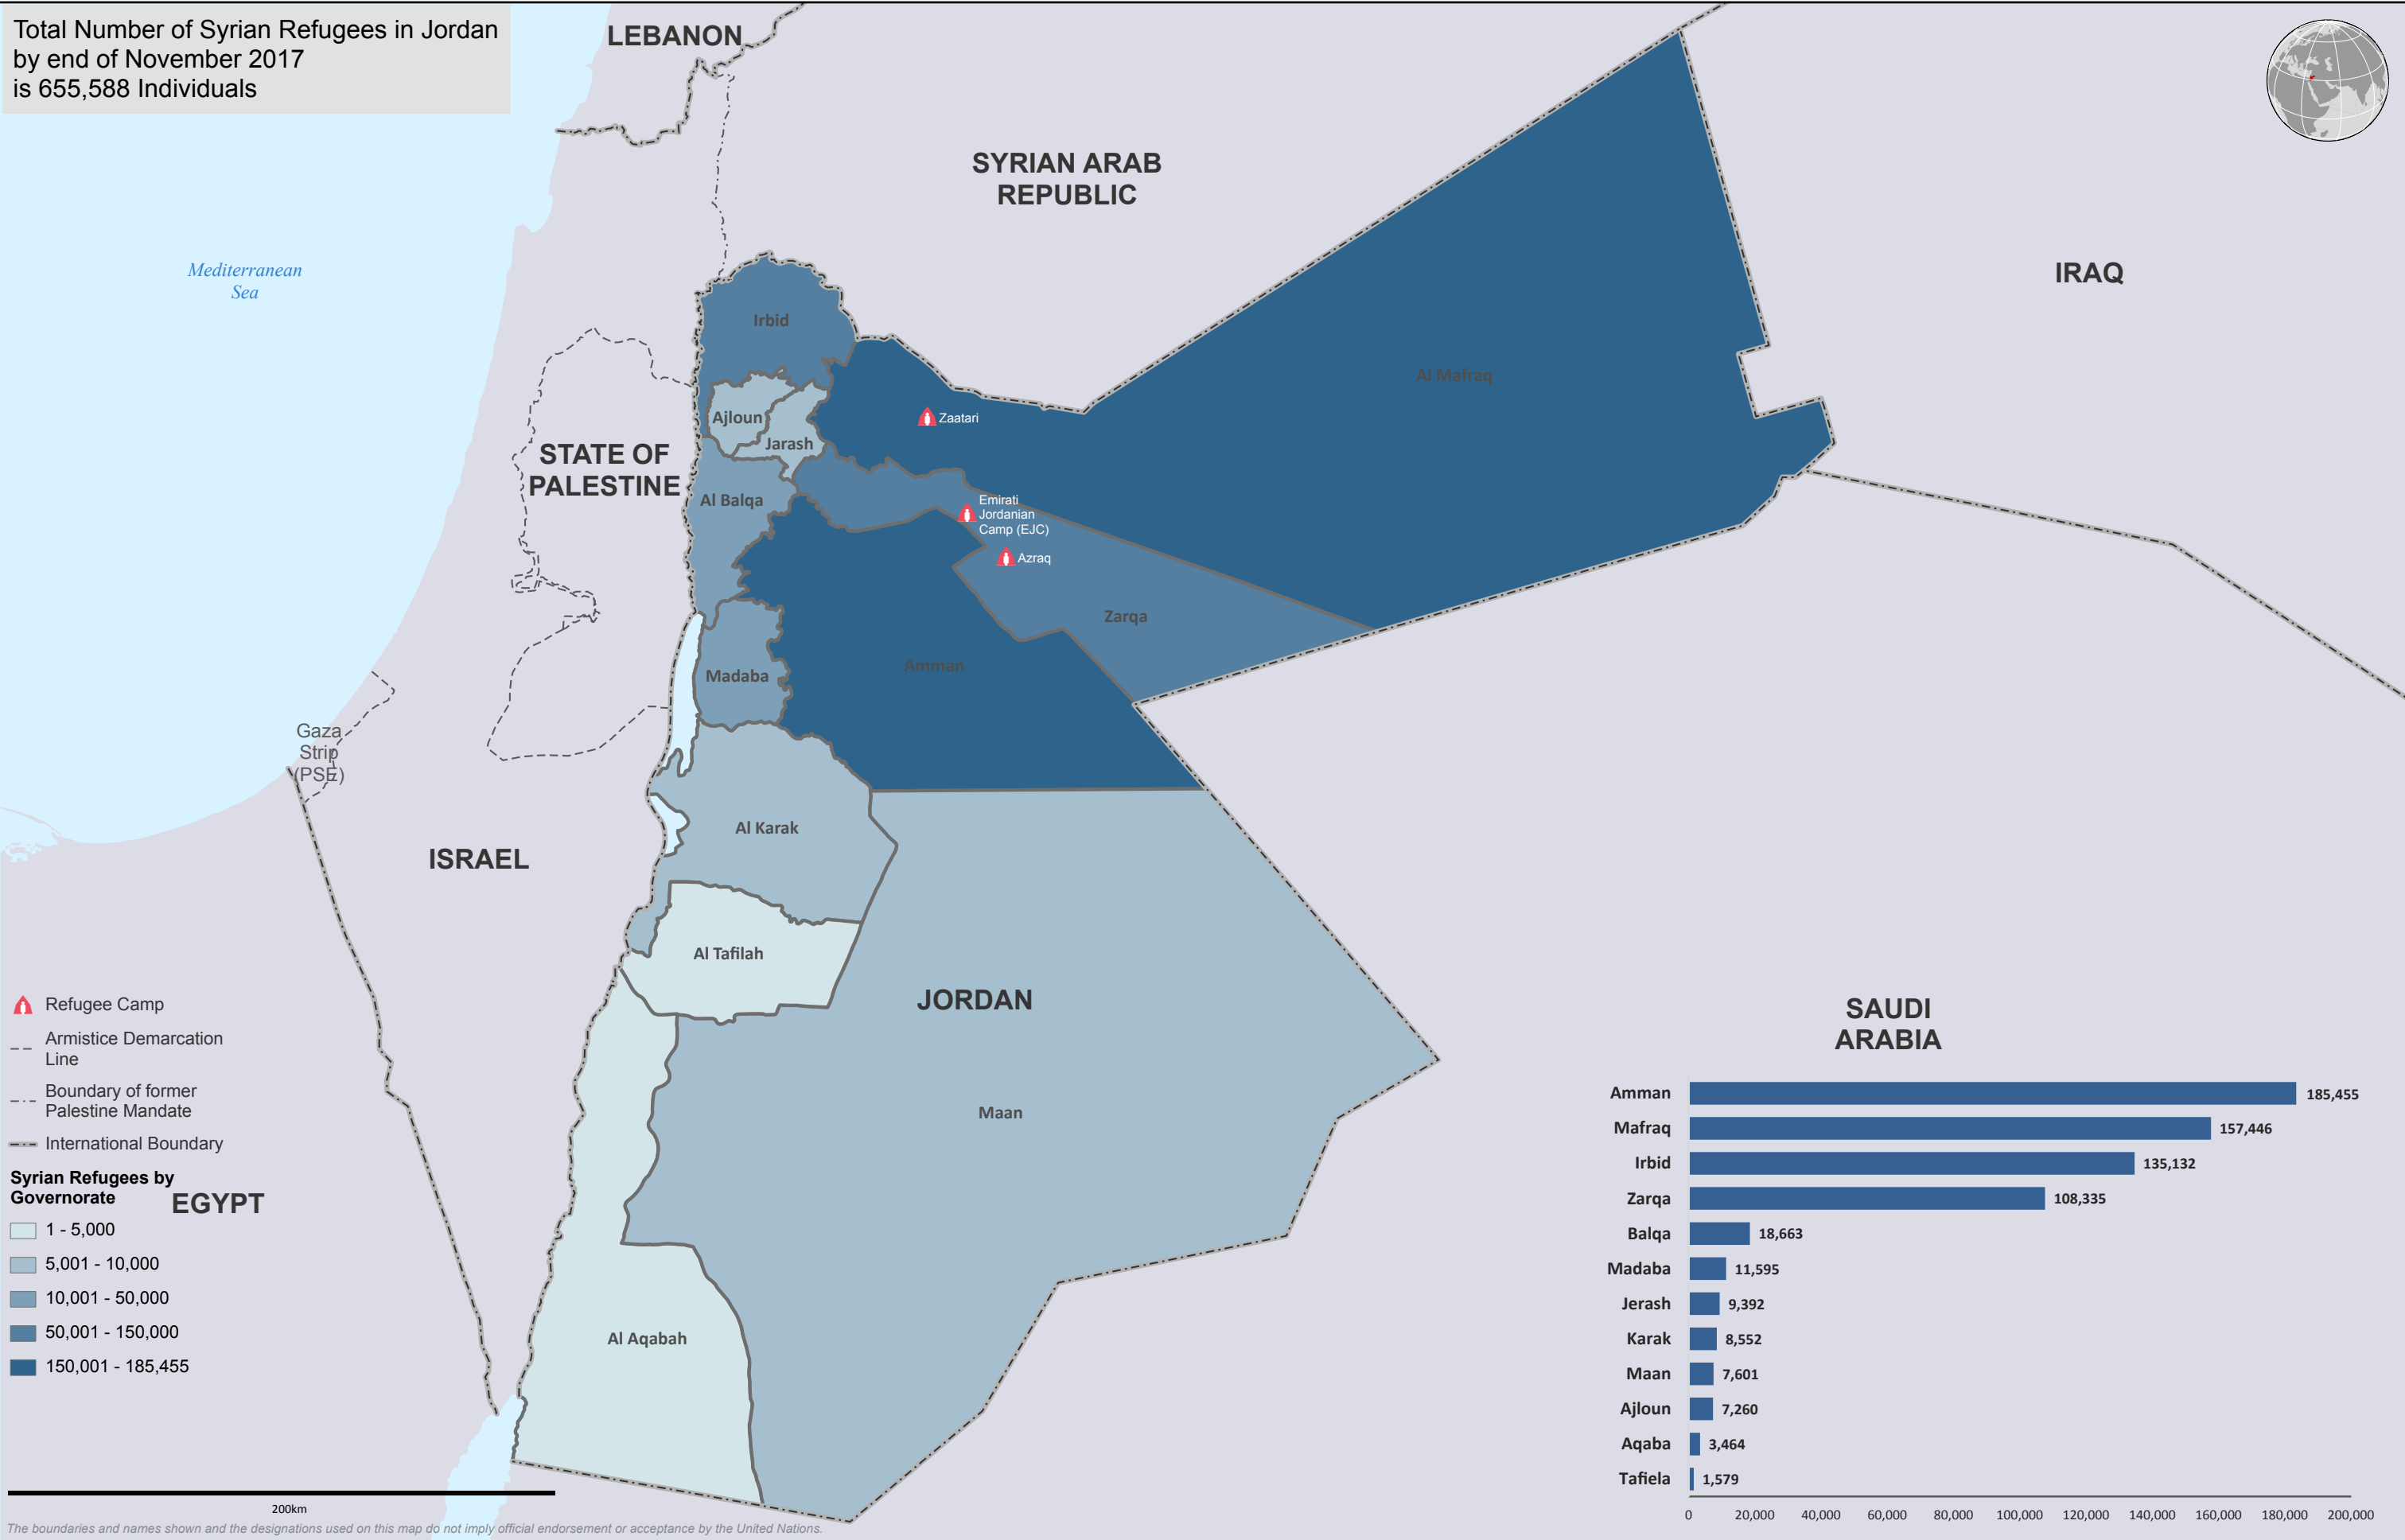 Total Number of Syrian Refugees in Jordan
by end of November 2017
is 655,588 Individuals
LEBANON
SYRIAN ARAB
REPUBLIC
IRAQ
Mediterranean
Sea
Irbid
Al Mafraq
Ajloun
Zaatari
Jarash
STATE OF
PALESTINE
Al Balqa
Emirati
Jordanian
Camp (EJC)
Azraq
Zarqa
Amman
Madaba
Gaza
Strip
(PSE)
Al Karak
ISRAEL
Al Tafilah
JORDAN
SAUDI
ARABIA
Maan
Al Aqabah
EGYPT
Refugee Camp
Armistice Demarcation
Line
Boundary of former
Palestine Mandate
International Boundary
Syrian Refugees by
Governorate
1 - 5,000
5,001 - 10,000
10,001 - 50,000
50,001 - 150,000
150,001 - 185,455
Amman 185,455
Mafraq 157,446
Irbid 135,132
Zarqa 108,335
Balqa 18,663
Madaba 11,595
Jerash 9,392
Karak 8,552
Maan 7,601
Ajloun 7,260
Aqaba 3,464
Tafiela 1,579
0 20,000 40,000 60,000 80,000 100,000 120,000 140,000 160,000 180,000 200,000
200km
The boundaries and names shown and the designations used on this map do not imply official endorsement or acceptance by the United Nations.